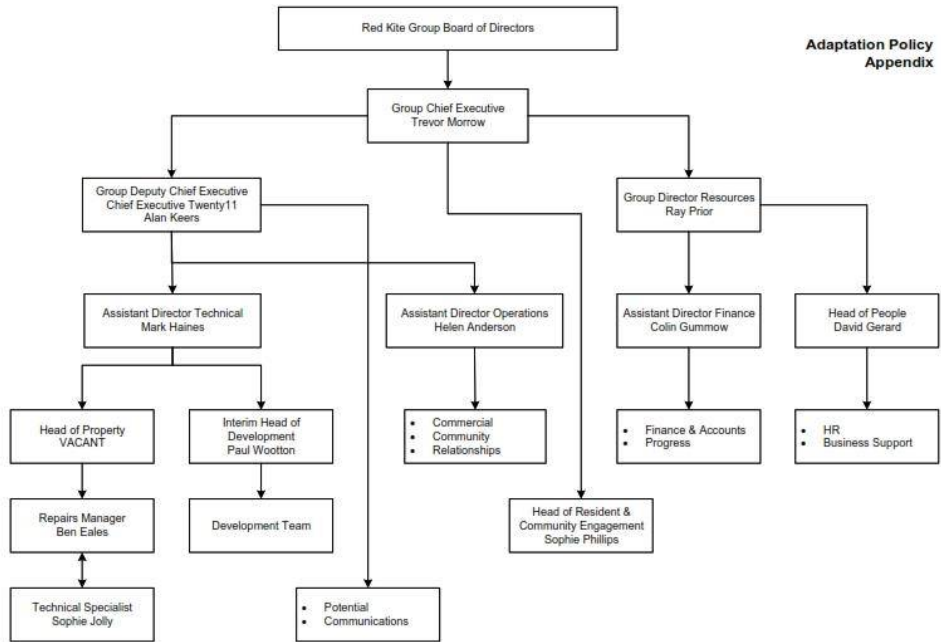 Red Kite Group Board of Directors
Adaptation Policy
Appendix
Group Chief Executive
Trevor Morrow
Group Deputy Chief Executive
Chief Executive Twenty11
Alan Keers
Group Director Resources
Ray Prior
Assistant Director Technical
Mark Haines
Assistant Director Operations
Helen Anderson
Assistant Director Finance
Colin Gummow
Head of People
David Gerard
Head of Property
VACANT
Interim Head of
Development
Paul Wootton
• Commercial
• Community
• Relationships
• Finance & Accounts
• Progress
• HR
• Business Support
Repairs Manager
Ben Eales
Development Team
Head of Resident &
Community Engagement
Sophie Phillips
Technical Specialist
Sophie Jolly
• Potential
• Communications